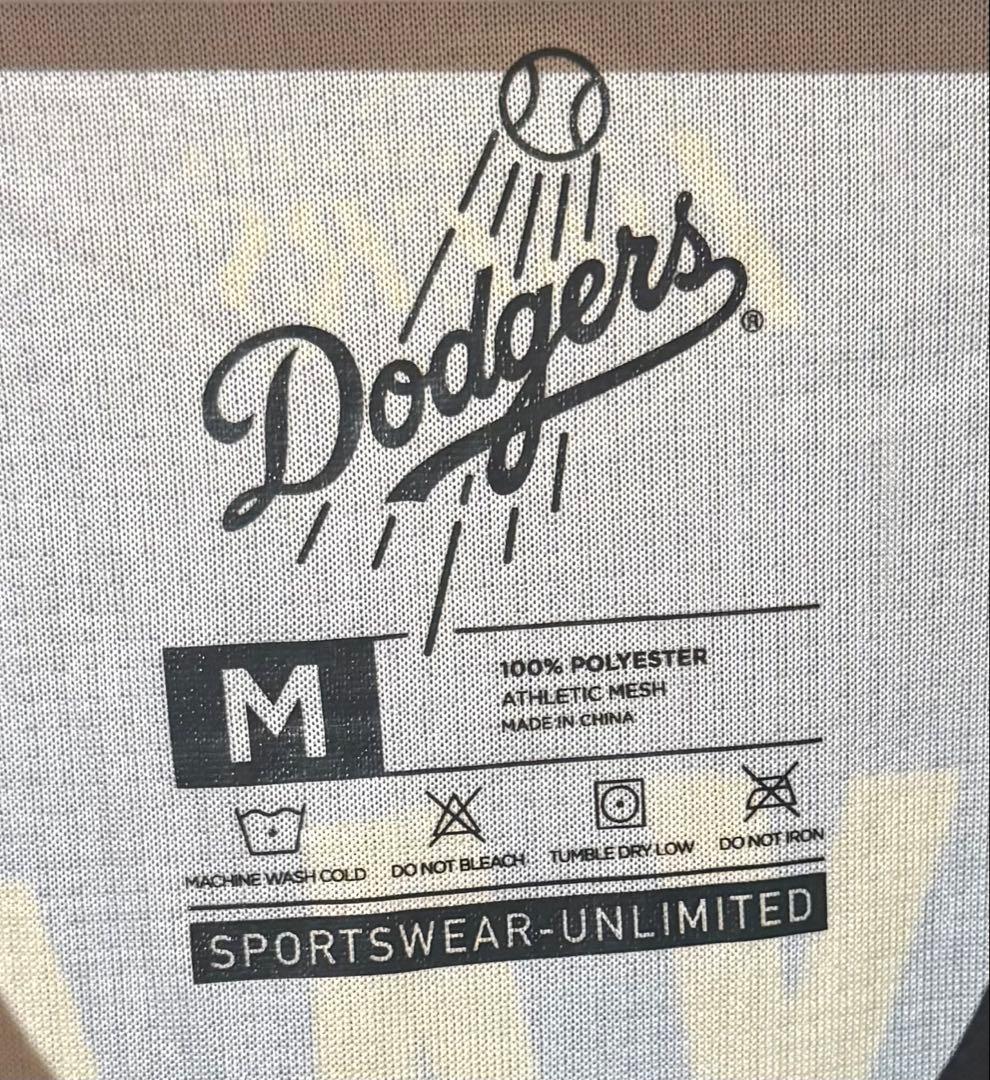 Dodgers®
M
100% POLYESTER
ATHLETIC MESH
MADE IN CHINA
MACHINE WASH COLD
DO NOT BLEACH
TUMBLE DRY LOW
DO NOT IRON
SPORTSWEAR-UNLIMITED